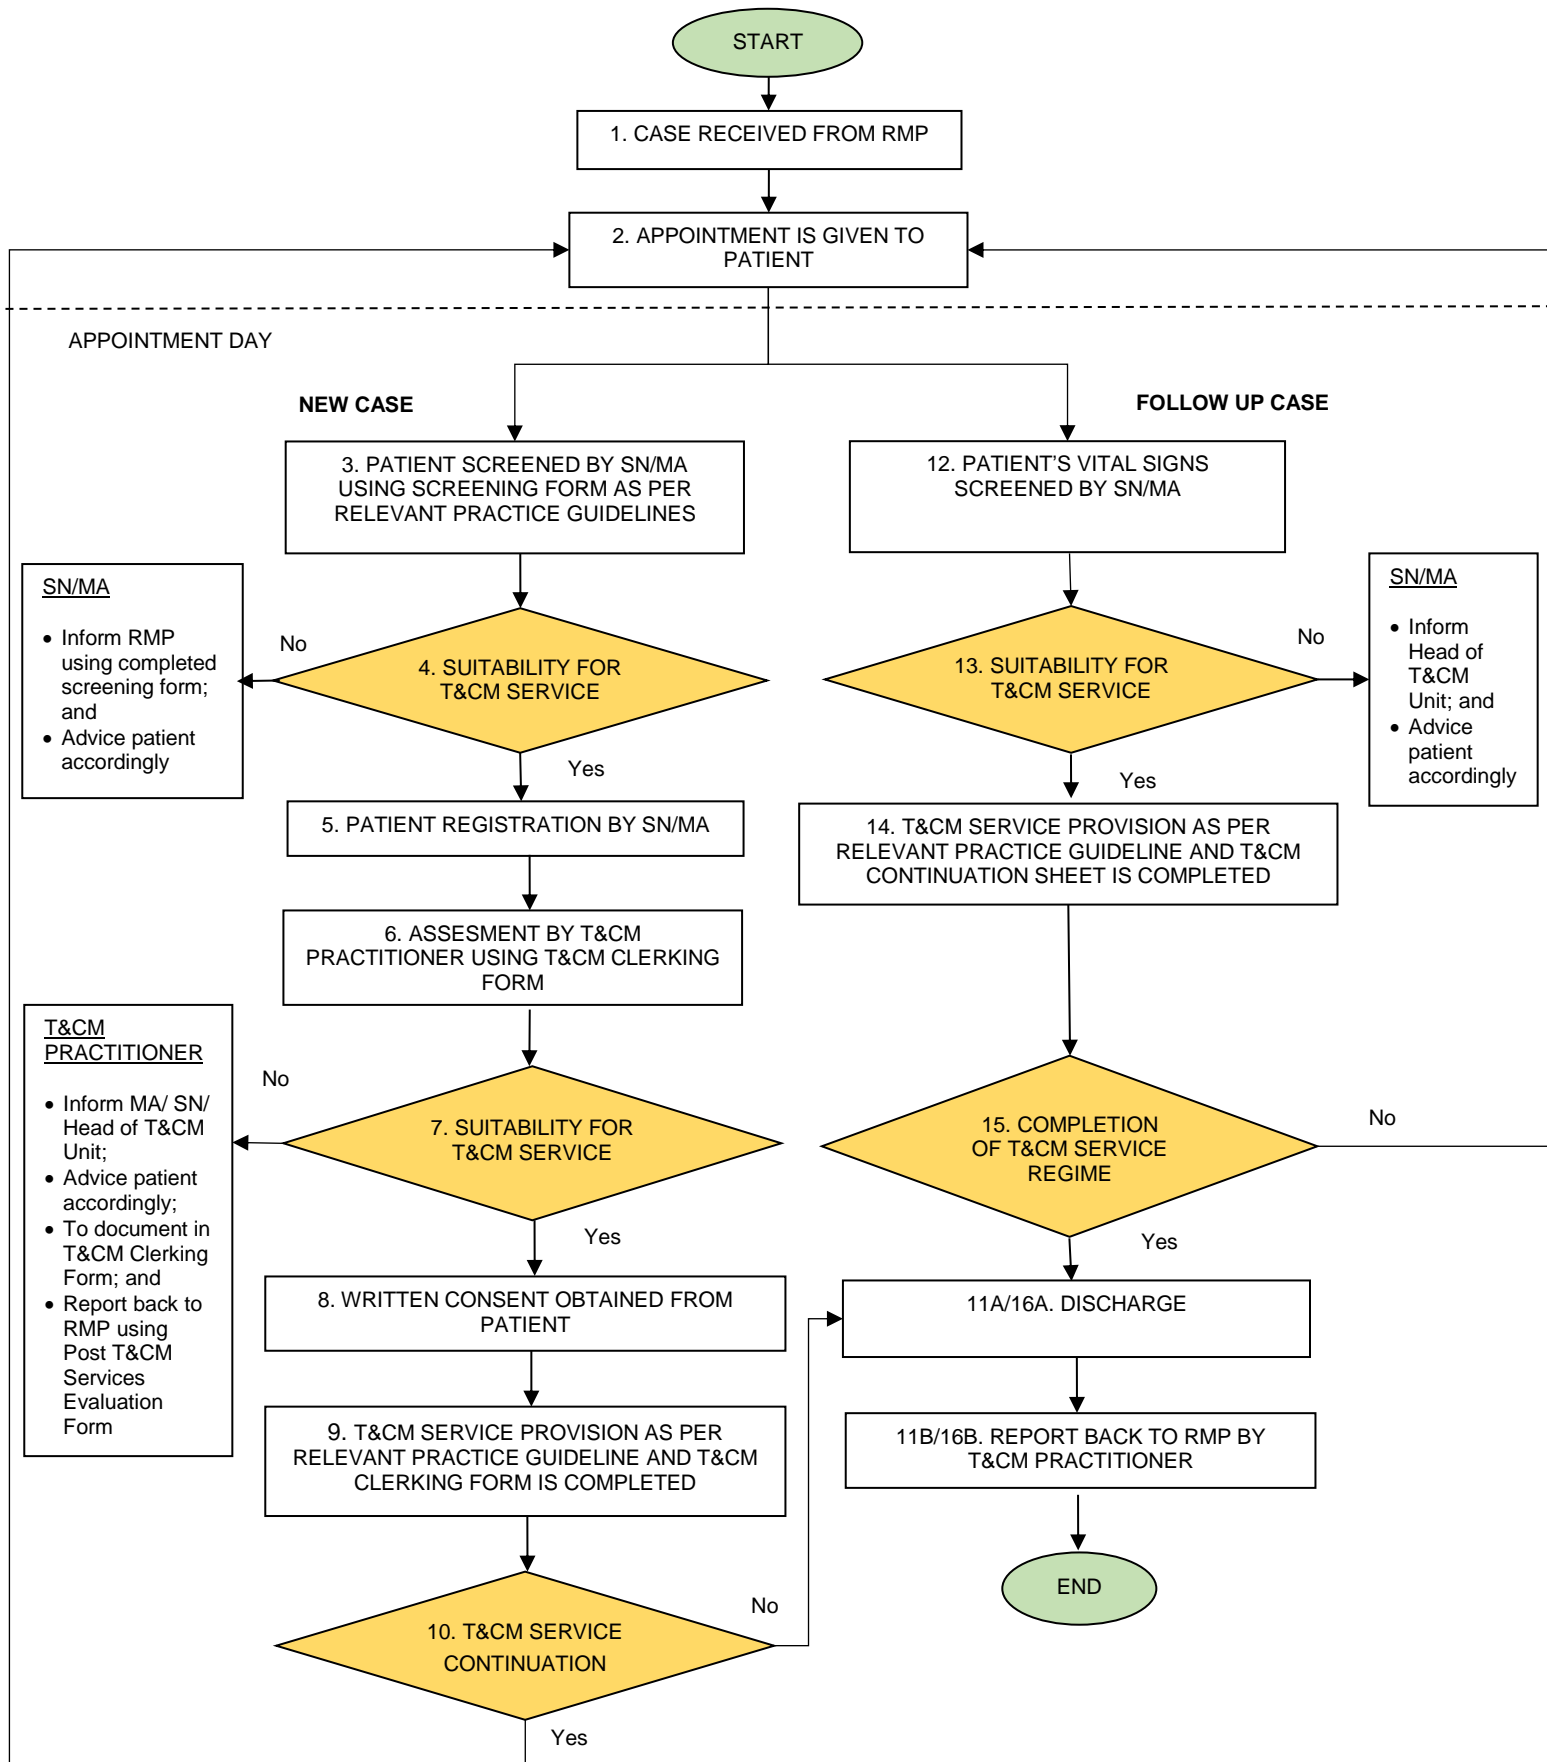 START
1. CASE RECEIVED FROM RMP
2. APPOINTMENT IS GIVEN TO
PATIENT
APPOINTMENT DAY
NEW CASE
FOLLOW UP CASE
3. PATIENT SCREENED BY SN/MA
USING SCREENING FORM AS PER
RELEVANT PRACTICE GUIDELINES
12. PATIENT’S VITAL SIGNS
SCREENED BY SN/MA
SN/MA
• Inform RMP
using completed
screening form;
and
• Advice patient
accordingly
No
4. SUITABILITY FOR
T&CM SERVICE
Yes
13. SUITABILITY FOR
T&CM SERVICE
No
Yes
SN/MA
• Inform
Head of
T&CM
Unit; and
• Advice
patient
accordingly
5. PATIENT REGISTRATION BY SN/MA
14. T&CM SERVICE PROVISION AS PER
RELEVANT PRACTICE GUIDELINE AND T&CM
CONTINUATION SHEET IS COMPLETED
6. ASSESMENT BY T&CM
PRACTITIONER USING T&CM CLERKING
FORM
T&CM
PRACTITIONER
• Inform MA/ SN/
Head of T&CM
Unit;
• Advice patient
accordingly;
• To document in
T&CM Clerking
Form; and
• Report back to
RMP using
Post T&CM
Services
Evaluation
Form
No
7. SUITABILITY FOR
T&CM SERVICE
Yes
15. COMPLETION
OF T&CM SERVICE
REGIME
No
Yes
8. WRITTEN CONSENT OBTAINED FROM
PATIENT
11A/16A. DISCHARGE
9. T&CM SERVICE PROVISION AS PER
RELEVANT PRACTICE GUIDELINE AND T&CM
CLERKING FORM IS COMPLETED
11B/16B. REPORT BACK TO RMP BY
T&CM PRACTITIONER
10. T&CM SERVICE
CONTINUATION
No
Yes
END